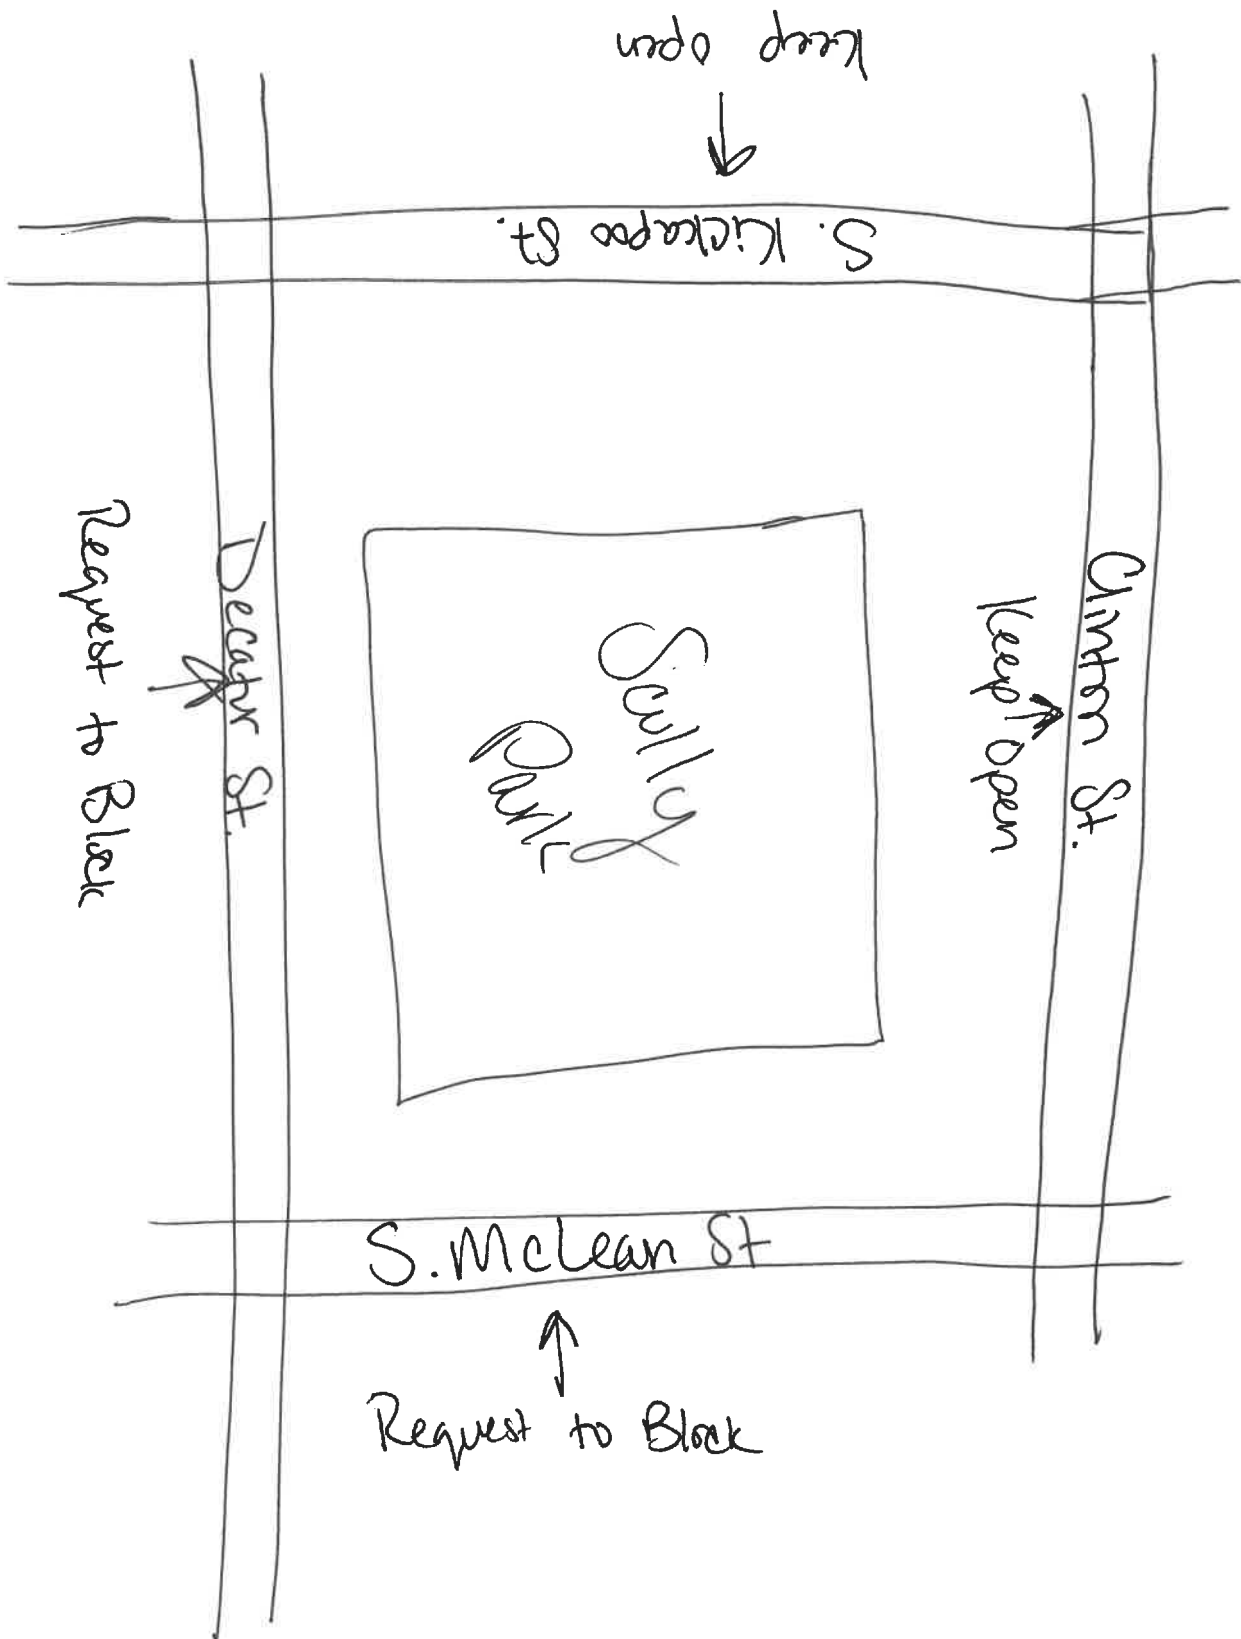 Keep open
S. Kickapoo St.
Request to Block
Decatur St.
Scully
Park
Clinton St.
Keep open
S. McLean St
Request to Block